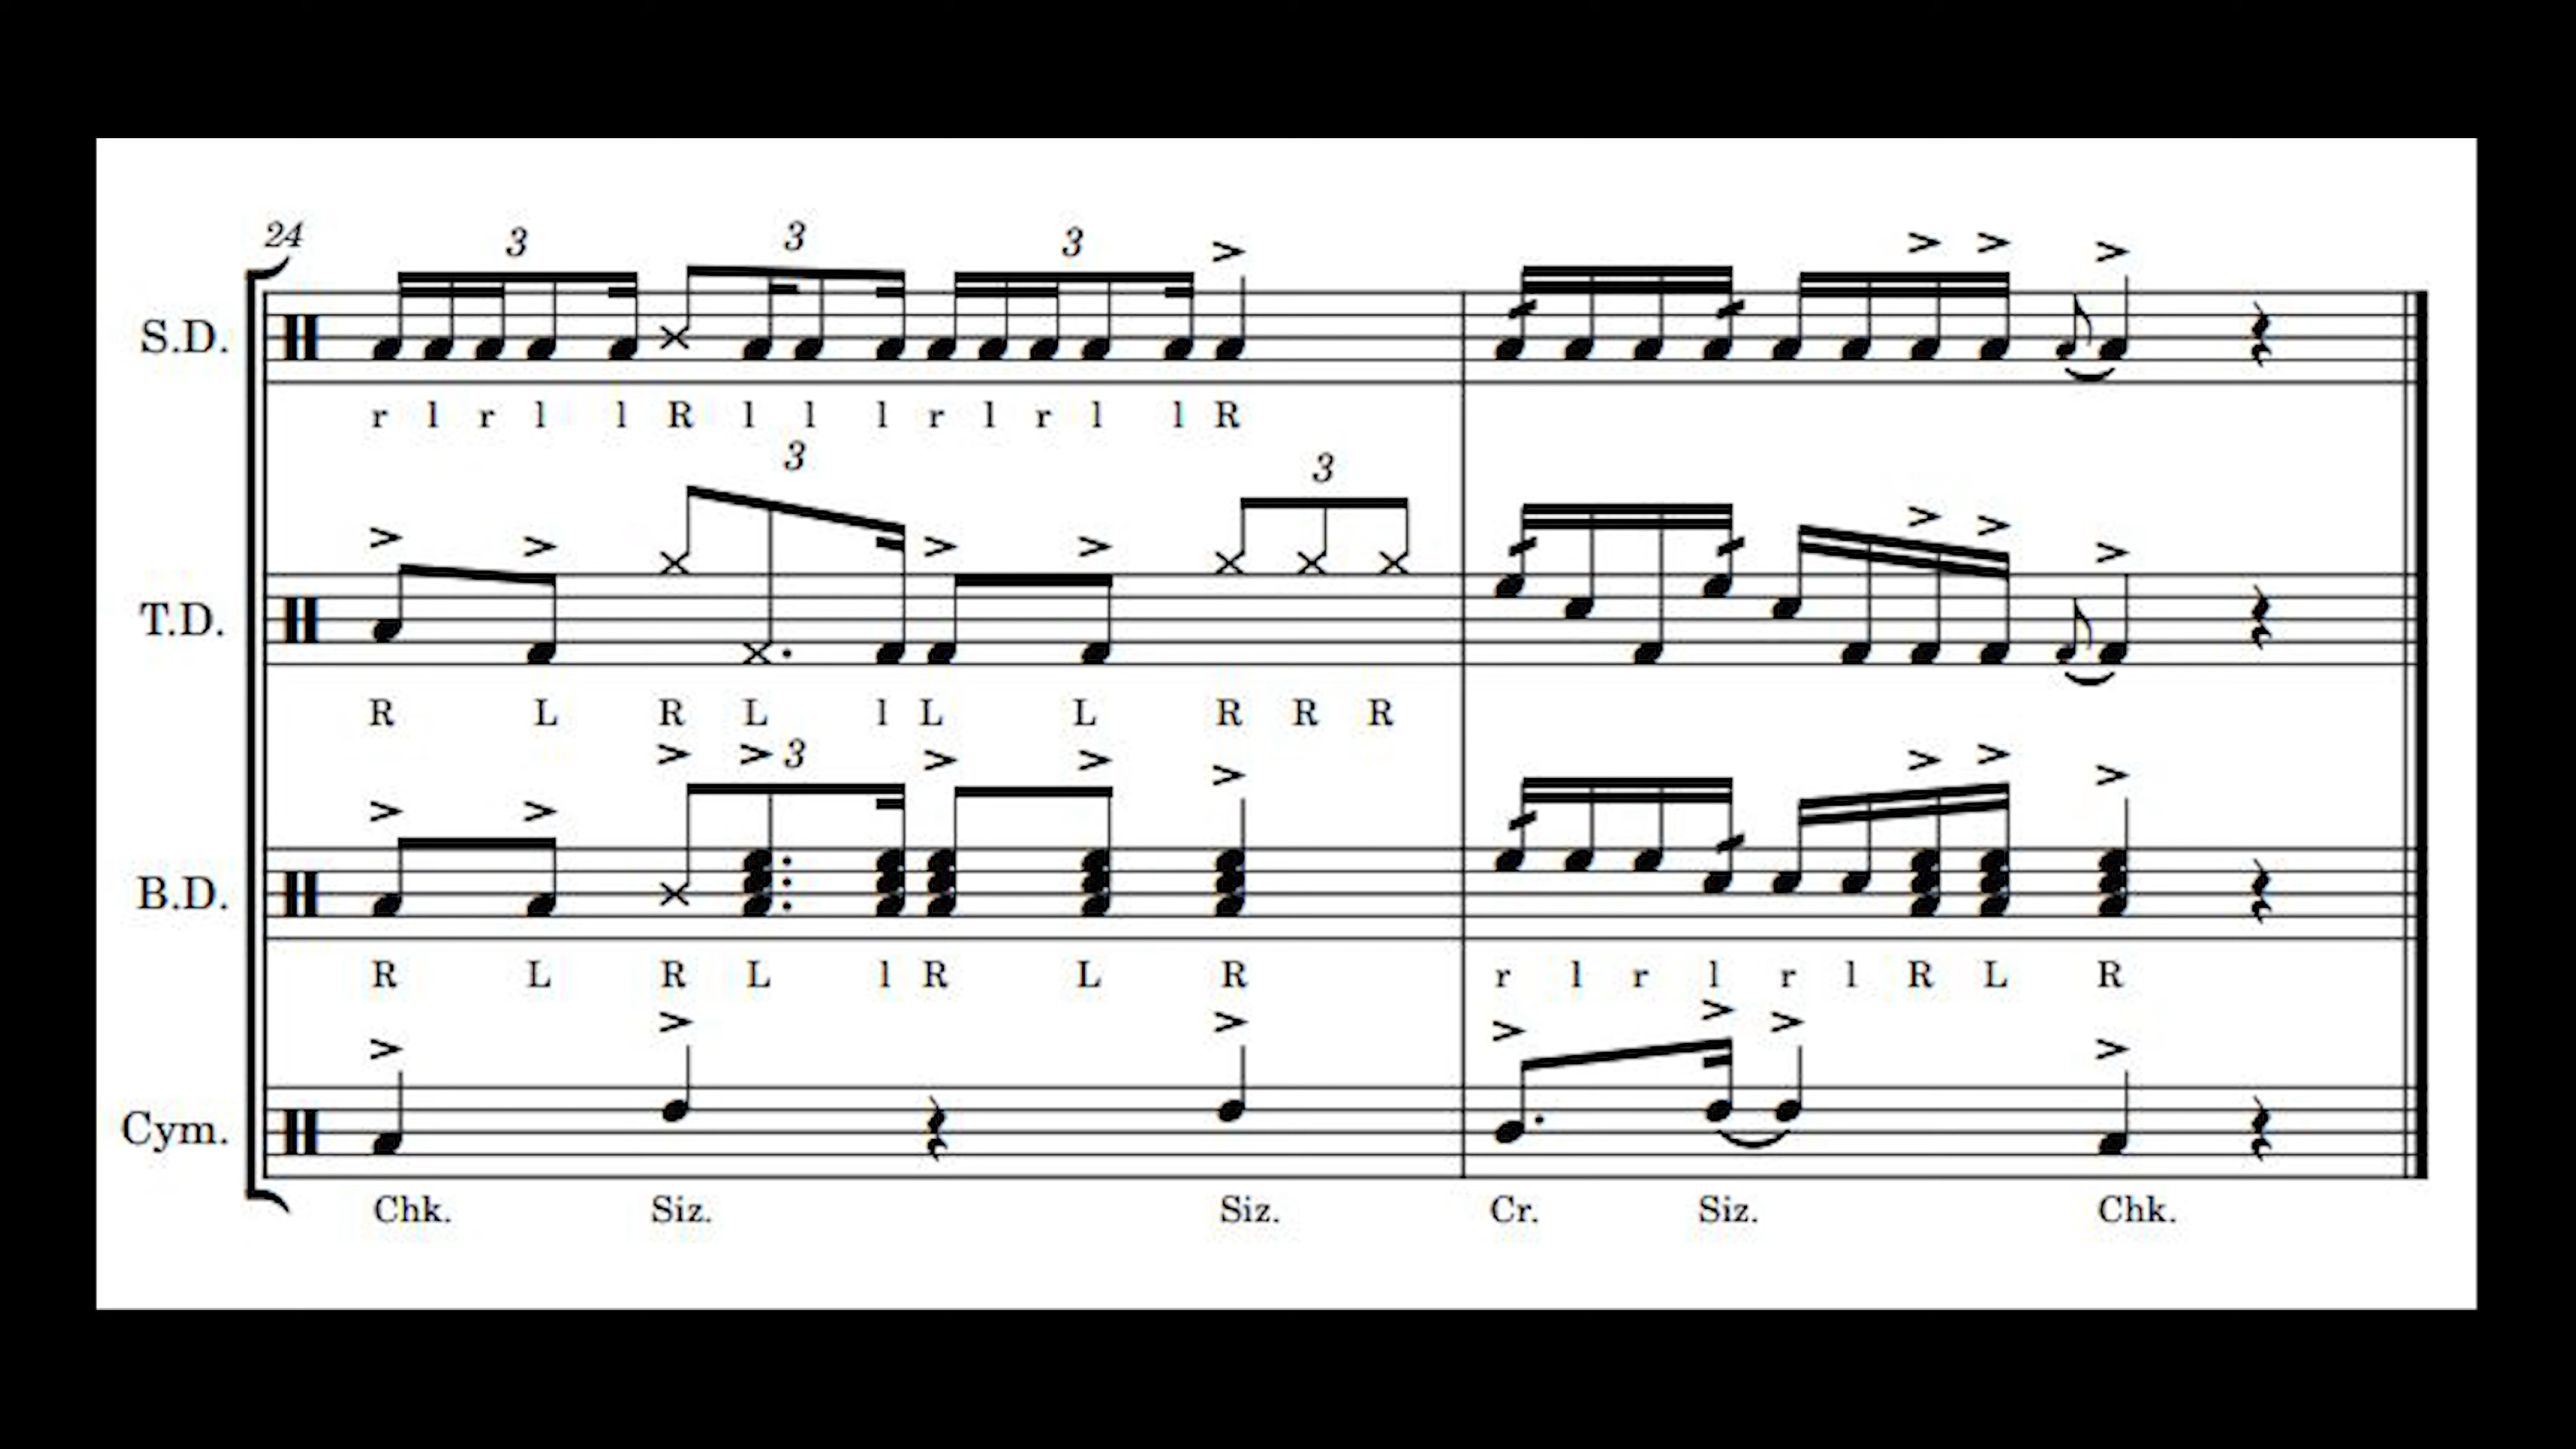 24 3 3 3
S.D.
r l r l l R l l l r l r l l R
3 3
T.D.
R L R L l L L R R R
3
B.D.
R L R L l R L R r l r l r l R L R
Cym.
Chk. Siz. Siz. Cr. Siz. Chk.